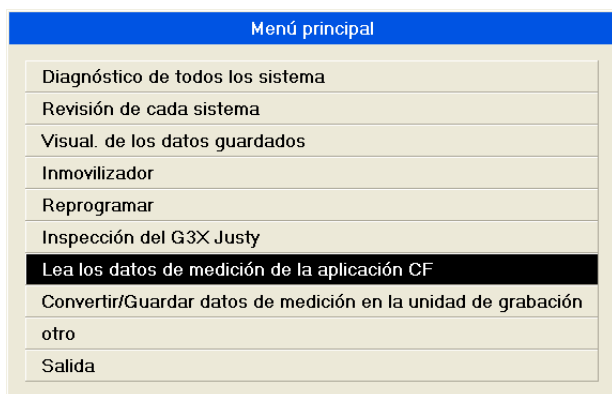 Menú principal
Diagnóstico de todos los sistema
Revisión de cada sistema
Visual. de los datos guardados
Inmovilizador
Reprogramar
Inspección del G3X Justy
Lea los datos de medición de la aplicación CF
Convertir/Guardar datos de medición en la unidad de grabación
otro
Salida